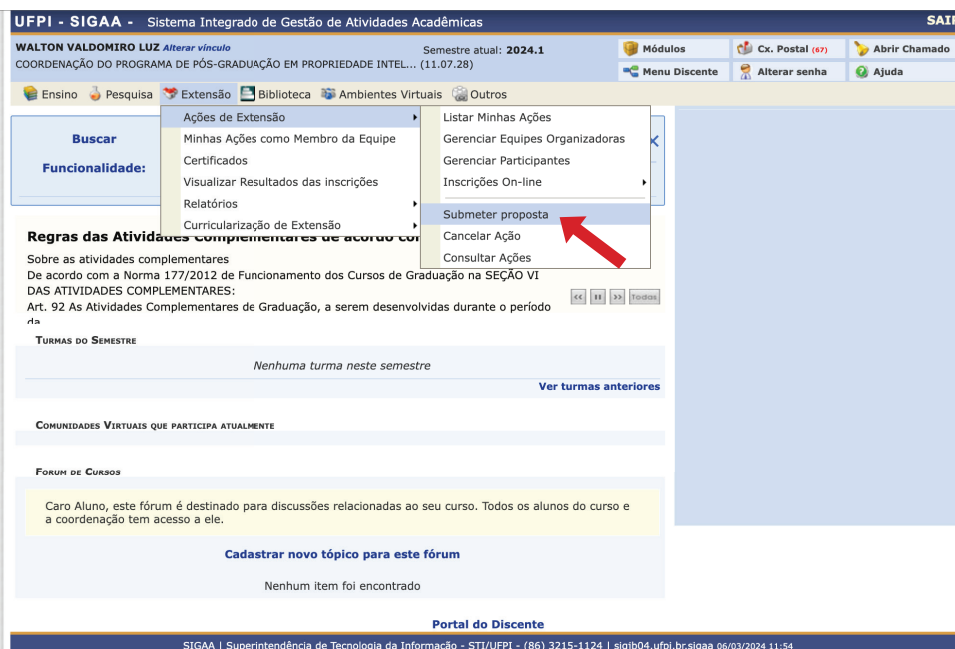 UFPI - SIGAA - Sistema Integrado de Gestão de Atividades Acadêmicas
WALTON VALDOMIRO LUZ Alterar vínculo
Semestre atual: 2024.1
COORDENAÇÃO DO PROGRAMA DE PÓS-GRADUAÇÃO EM PROPRIEDADE INTEL... (11.07.28)
Módulos
Cx. Postal (67)
Abrir Chamado
Menu Discente
Alterar senha
Ajuda
Ensino Pesquisa Extensão Biblioteca Ambientes Virtuais Outros
Ações de Extensão
Minhas Ações como Membro da Equipe
Certificados
Visualizar Resultados das inscrições
Relatórios
Curricularização de Extensão
Listar Minhas Ações
Gerenciar Equipes Organizadoras
Gerenciar Participantes
Inscrições On-line
Submeter proposta
Cancelar Ação
Consultar Ações
Buscar
Funcionalidade:
Regras das Atividades Complementares de acordo
Sobre as atividades complementares
De acordo com a Norma 177/2012 de Funcionamento dos Cursos de Graduação na SEÇÃO VI
DAS ATIVIDADES COMPLEMENTARES:
Art. 92 As Atividades Complementares de Graduação, a serem desenvolvidas durante o período
da
<< || >> Todas
TURMAS DO SEMESTRE
Nenhuma turma neste semestre
Ver turmas anteriores
COMUNIDADES VIRTUAIS QUE PARTICIPA ATUALMENTE
FORUM DE CURSOS
Caro Aluno, este fórum é destinado para discussões relacionadas ao seu curso. Todos os alunos do curso e
a coordenação tem acesso a ele.
Cadastrar novo tópico para este fórum
Nenhum item foi encontrado
Portal do Discente
SIGAA | Superintendência de Tecnologia da Informação - STI/UFPI - (86) 3215-1124 | sigjb04.ufpi.br.sigaa 06/03/2024 11:54